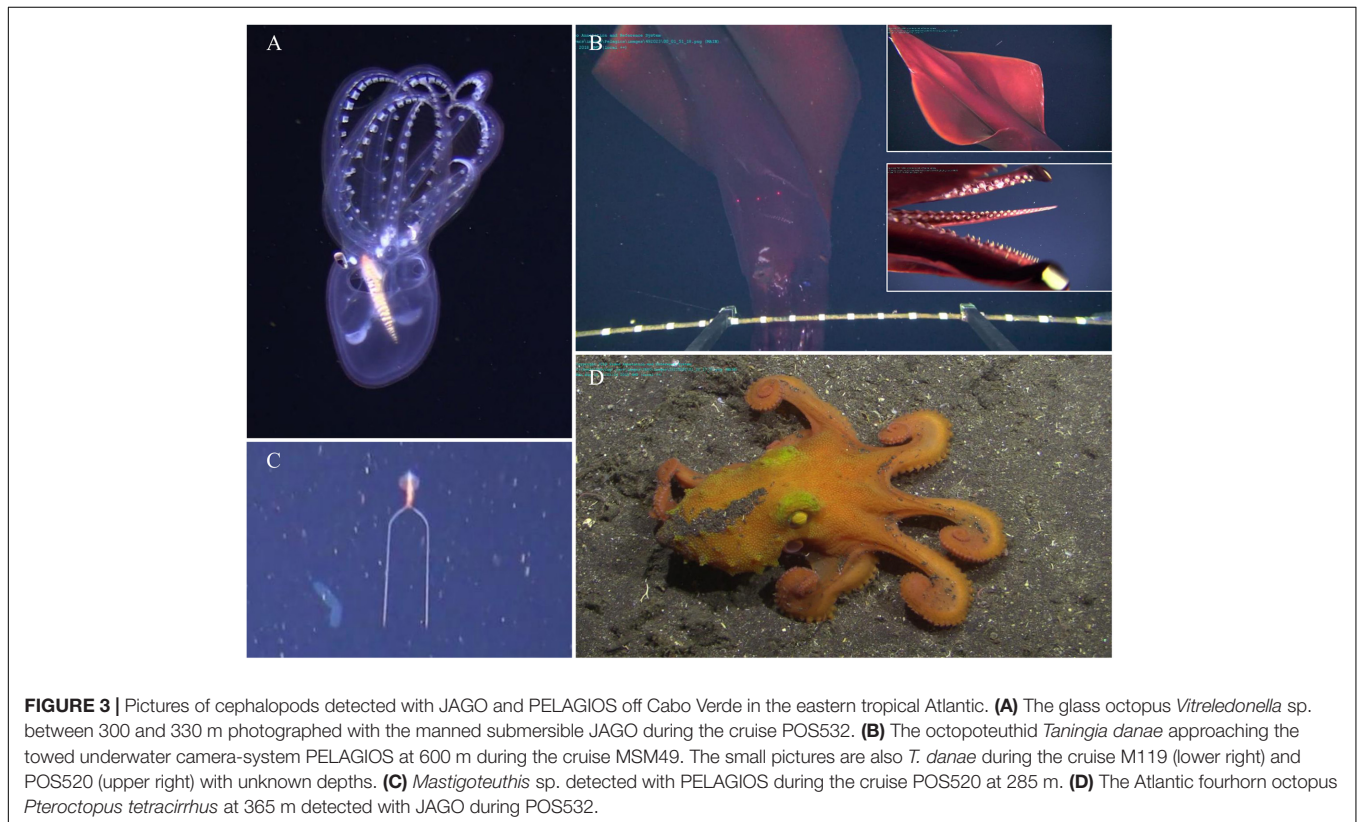 A
B
C
D
FIGURE 3 | Pictures of cephalopods detected with JAGO and PELAGIOS off Cabo Verde in the eastern tropical Atlantic. (A) The glass octopus Vitreledonella sp.
between 300 and 330 m photographed with the manned submersible JAGO during the cruise POS532. (B) The octopoteuthid Taningia danae approaching the
towed underwater camera-system PELAGIOS at 600 m during the cruise MSM49. The small pictures are also T. danae during the cruise M119 (lower right) and
POS520 (upper right) with unknown depths. (C) Mastigoteuthis sp. detected with PELAGIOS during the cruise POS520 at 285 m. (D) The Atlantic fourhorn octopus
Pteroctopus tetracirrhus at 365 m detected with JAGO during POS532.